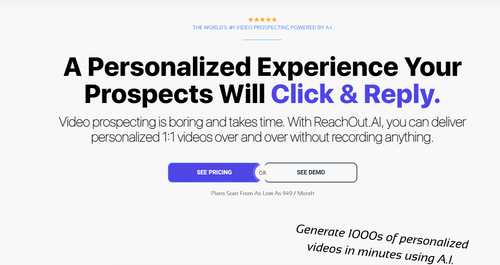 THE WORLD'S #1 VIDEO PROSPECTING POWERED BY A.I.
A Personalized Experience Your
Prospects Will Click & Reply.
Video prospecting is boring and takes time. With ReachOut.AI, you can deliver
personalized 1:1 videos over and over without recording anything.
SEE PRICING OR SEE DEMO
Plans Start From As Low As $49 / Month
Generate 1000s of personalized
videos in minutes using A.I.